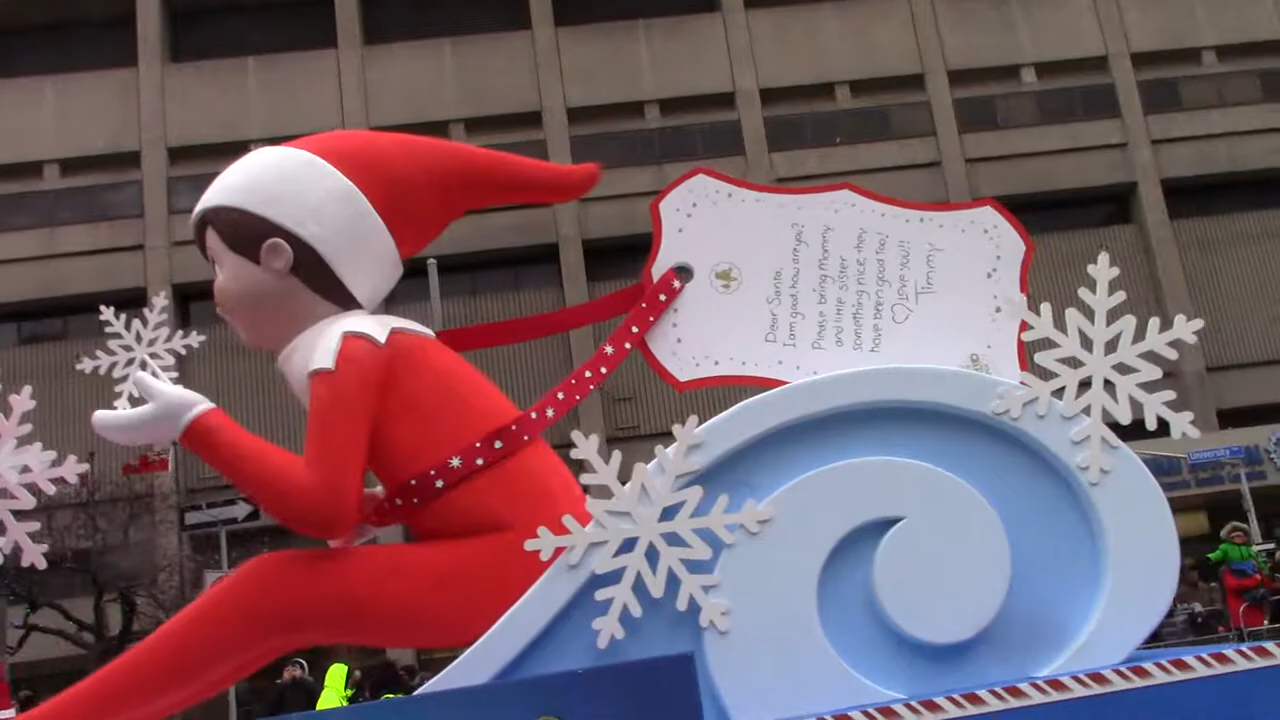 Dear Santa,
I am good, how are you?
Please bring Mommy
and little sister
something nice, they
have been good too!
♡ Love you!!
Timmy
University